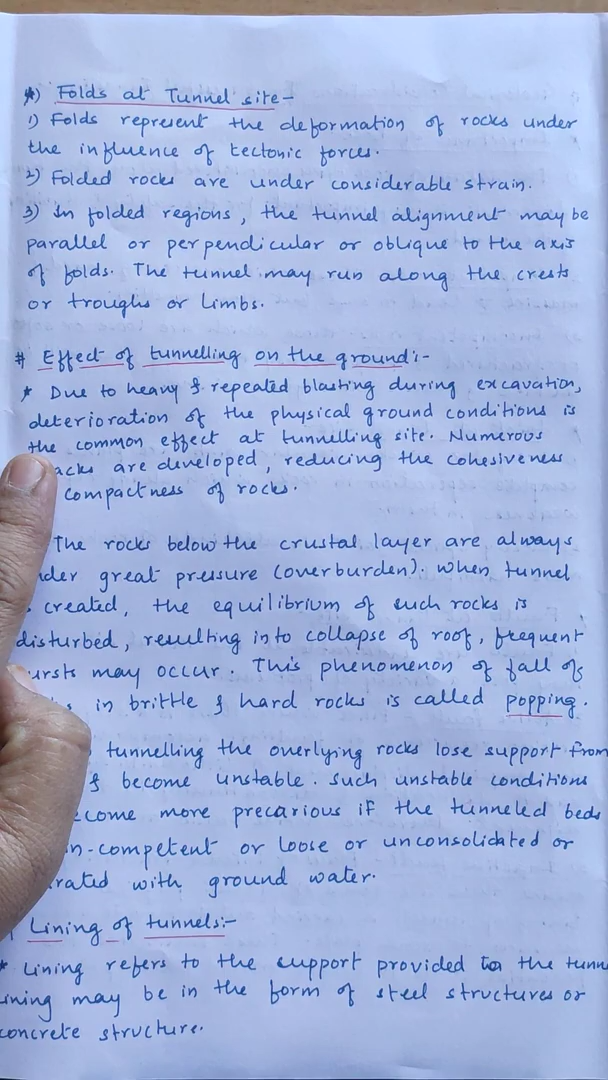 *) Folds at Tunnel site-
1) Folds represent the deformation of rocks under
the influence of tectonic forces.
2) Folded rocks are under considerable strain.
3) In folded regions, the tunnel alignment may be
parallel or perpendicular or oblique to the axis
of folds. The tunnel may run along the crests
or troughs or limbs.
# Effect of tunnelling on the ground:-
* Due to heavy & repeated blasting during excavation,
deterioration of the physical ground conditions is
the common effect at tunnelling site. Numerous
acks are developed, reducing the cohesiveness
compactness of rocks.
The rocks below the crustal layer are always
der great pressure (overburden). when tunnel
created, the equilibrium of such rocks is
disturbed, resulting into collapse of roof, frequent
ursts may occur. This phenomenon of fall of
in brittle & hard rocks is called popping.
tunnelling the overlying rocks lose support from
& become unstable. Such unstable conditions
come more precarious if the tunneled beds
n-competent or loose or unconsolidated or
rated with ground water.
Lining of tunnels:-
* Lining refers to the support provided to the tunne
ining may be in the form of steel structures or
concrete structure.